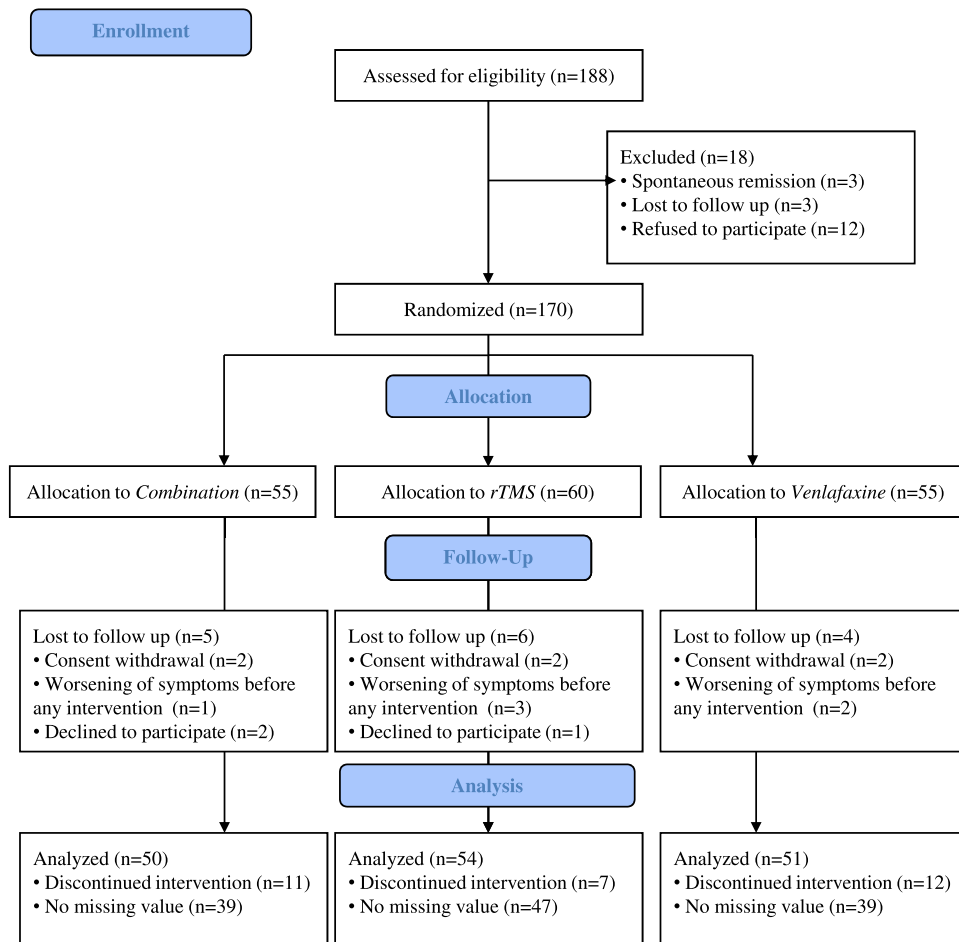 Enrollment
Assessed for eligibility (n=188)
Excluded (n=18)
• Spontaneous remission (n=3)
• Lost to follow up (n=3)
• Refused to participate (n=12)
Randomized (n=170)
Allocation
Allocation to Combination (n=55)
Allocation to rTMS (n=60)
Allocation to Venlafaxine (n=55)
Follow-Up
Lost to follow up (n=5)
• Consent withdrawal (n=2)
• Worsening of symptoms before
any intervention (n=1)
• Declined to participate (n=2)
Lost to follow up (n=6)
• Consent withdrawal (n=2)
• Worsening of symptoms before
any intervention (n=3)
• Declined to participate (n=1)
Lost to follow up (n=4)
• Consent withdrawal (n=2)
• Worsening of symptoms before
any intervention (n=2)
Analysis
Analyzed (n=50)
• Discontinued intervention (n=11)
• No missing value (n=39)
Analyzed (n=54)
• Discontinued intervention (n=7)
• No missing value (n=47)
Analyzed (n=51)
• Discontinued intervention (n=12)
• No missing value (n=39)